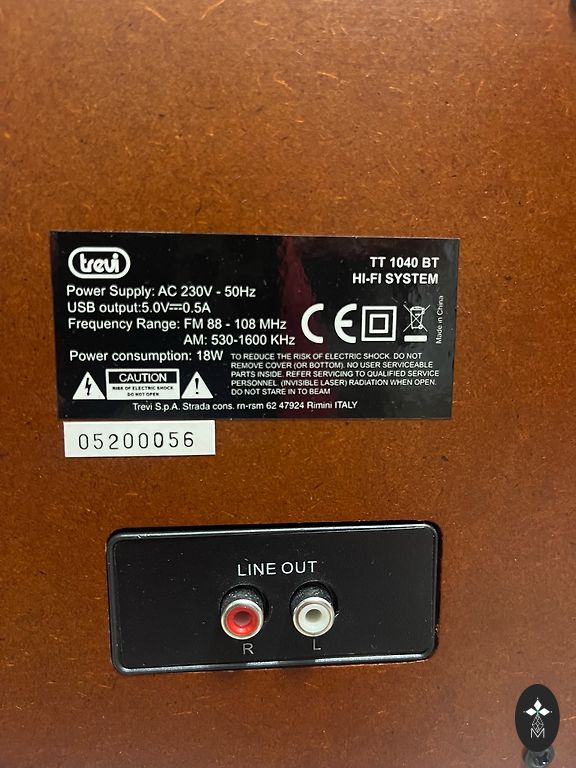 trevi
TT 1040 BT
HI-FI SYSTEM
Power Supply: AC 230V - 50Hz
USB output:5.0V⎓0.5A
Frequency Range: FM 88 - 108 MHz
AM: 530-1600 KHz
Power consumption: 18W
CE
Made in China
TO REDUCE THE RISK OF ELECTRIC SHOCK. DO NOT
REMOVE COVER (OR BOTTOM). NO USER SERVICEABLE
PARTS INSIDE. REFER SERVICING TO QUALIFIED SERVICE
PERSONNEL. (INVISIBLE LASER) RADIATION WHEN OPEN.
DO NOT STARE IN TO BEAM
CAUTION
RISK OF ELECTRIC SHOCK
DO NOT OPEN
Trevi S.p.A. Strada cons. rn-rsm 62 47924 Rimini ITALY
05200056
LINE OUT
R
L
M